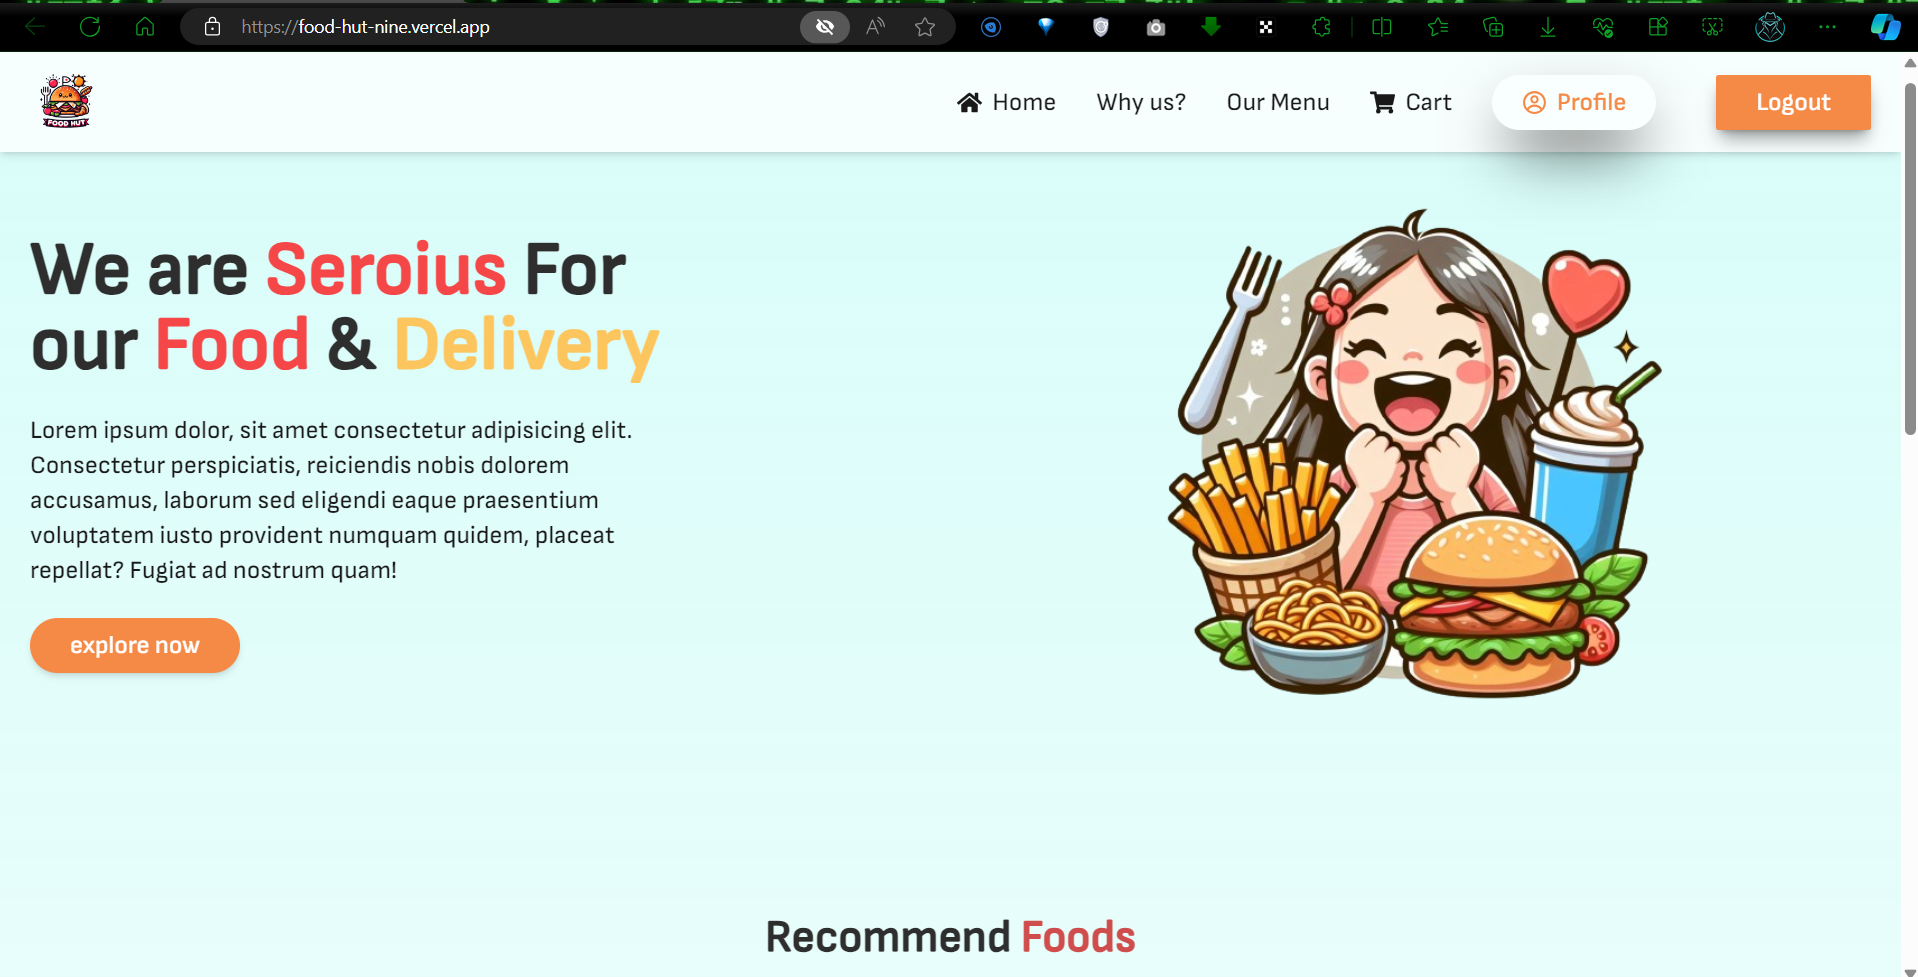 https://food-hut-nine.vercel.app
FOOD HUT
Home Why us? Our Menu Cart Profile Logout
We are Seroius For
our Food & Delivery
Lorem ipsum dolor, sit amet consectetur adipisicing elit.
Consectetur perspiciatis, reiciendis nobis dolorem
accusamus, laborum sed eligendi eaque praesentium
voluptatem iusto provident numquam quidem, placeat
repellat? Fugiat ad nostrum quam!
explore now
Recommend Foods